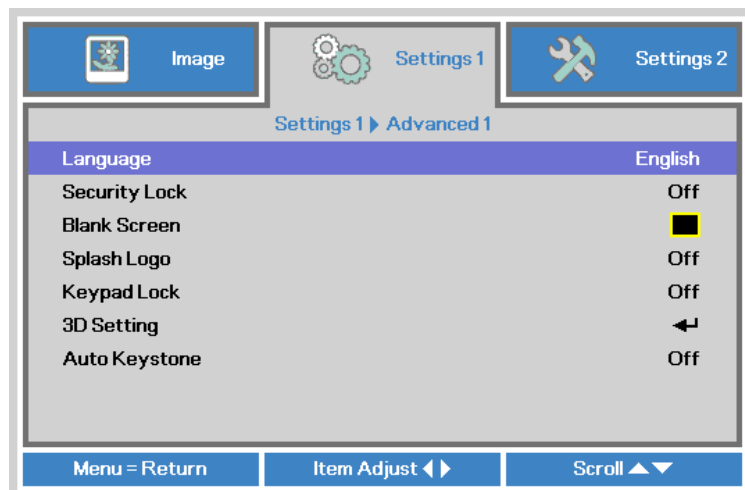 Image Settings 1 Settings 2
Settings 1 Advanced 1
Language English
Security Lock Off
Blank Screen
Splash Logo Off
Keypad Lock Off
3D Setting
Auto Keystone Off
Menu = Return Item Adjust Scroll